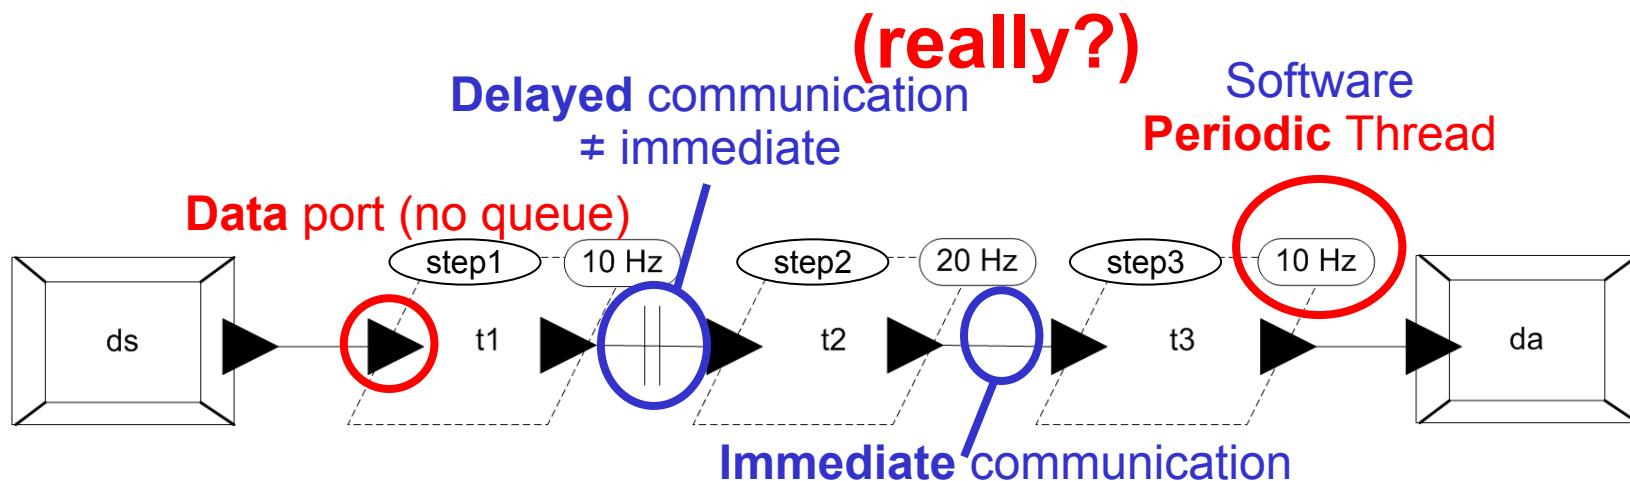 (really?)
Delayed communication
≠ immediate
Software
Periodic Thread
Data port (no queue)
step1
10 Hz
step2
20 Hz
step3
10 Hz
ds
t1
t2
t3
da
Immediate communication